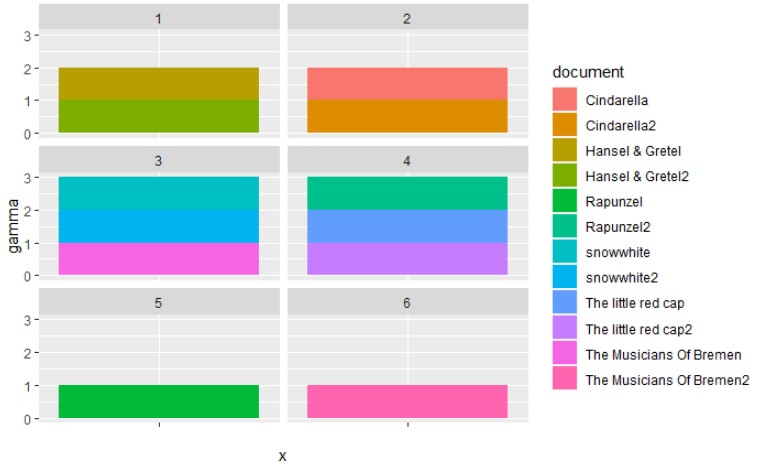 1
2
3
2
1
0
3
4
3
2
1
0
5
6
3
2
1
0
gamma
x
document
Cindarella
Cindarella2
Hansel & Gretel
Hansel & Gretel2
Rapunzel
Rapunzel2
snowwhite
snowwhite2
The little red cap
The little red cap2
The Musicians Of Bremen
The Musicians Of Bremen2